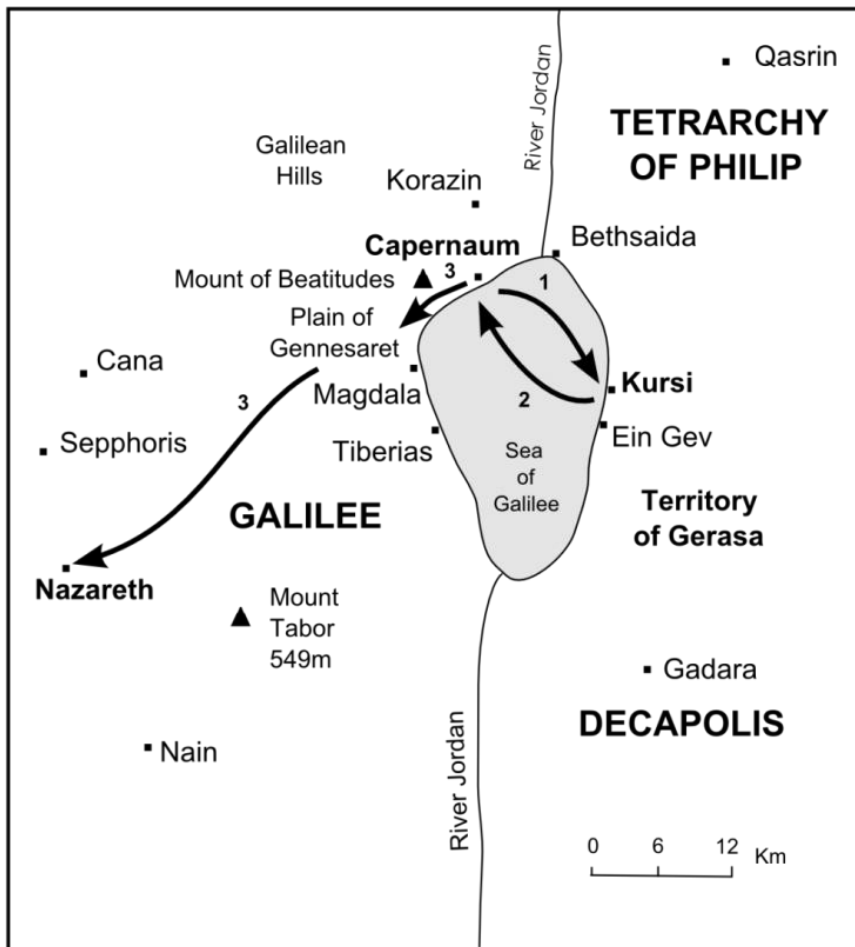 Qasrin
River Jordan
TETRARCHY
OF PHILIP
Galilean
Hills
Korazin
Capernaum
Bethsaida
Mount of Beatitudes
3
1
Plain of
Gennesaret
Cana
Magdala
Kursi
3
2
Sepphoris
Tiberias
Ein Gev
Sea
of
Galilee
GALILEE
Territory
of Gerasa
Nazareth
Mount
Tabor
549m
Gadara
DECAPOLIS
Nain
River Jordan
0 6 12 Km